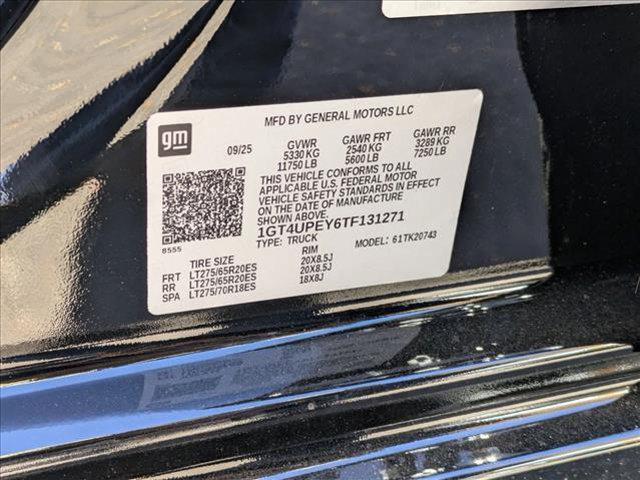 MFD BY GENERAL MOTORS LLC
gm
09/25
GVWR GAWR FRT GAWR RR
5330 KG 2540 KG 3289 KG
11750 LB 5600 LB 7250 LB
THIS VEHICLE CONFORMS TO ALL
APPLICABLE U.S. FEDERAL MOTOR
VEHICLE SAFETY STANDARDS IN EFFECT
ON THE DATE OF MANUFACTURE
SHOWN ABOVE.
1GT4UPEY6TF131271
8555
TYPE: TRUCK MODEL: 61TK20743
TIRE SIZE RIM
FRT LT275/65R20ES 20X8.5J
RR LT275/65R20ES 20X8.5J
SPA LT275/70R18ES 18X8J